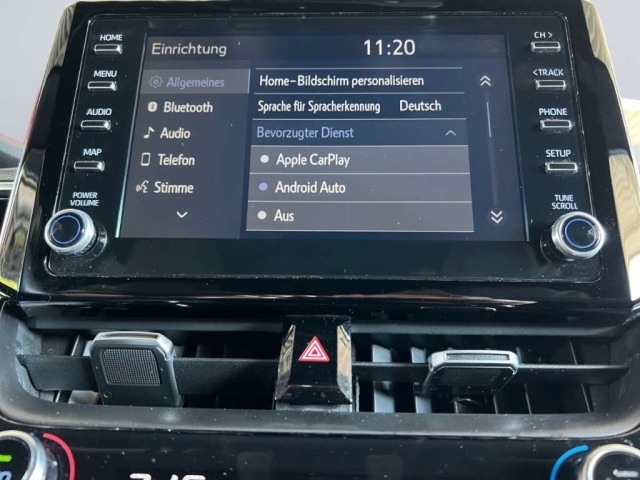 HOME
MENU
AUDIO
MAP
POWER
VOLUME
Einrichtung
11:20
Allgemeines
Bluetooth
Audio
Telefon
Stimme
Home-Bildschirm personalisieren
Sprache für Spracherkennung Deutsch
Bevorzugter Dienst
Apple CarPlay
Android Auto
Aus
CH >
< TRACK
PHONE
SETUP
TUNE
SCROLL